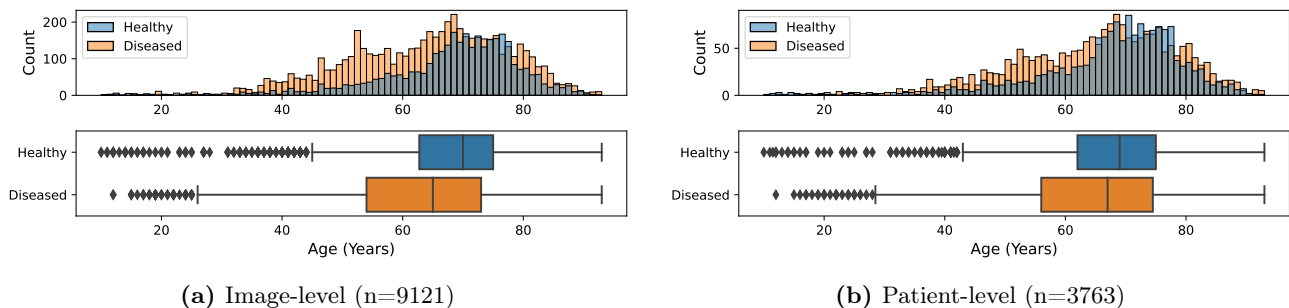 200
100
0
Count
Healthy
Diseased
20 40 60 80
Healthy
Diseased
20 40 60 80
Age (Years)
(a) Image-level (n=9121)
50
0
Count
Healthy
Diseased
20 40 60 80
Healthy
Diseased
20 40 60 80
Age (Years)
(b) Patient-level (n=3763)